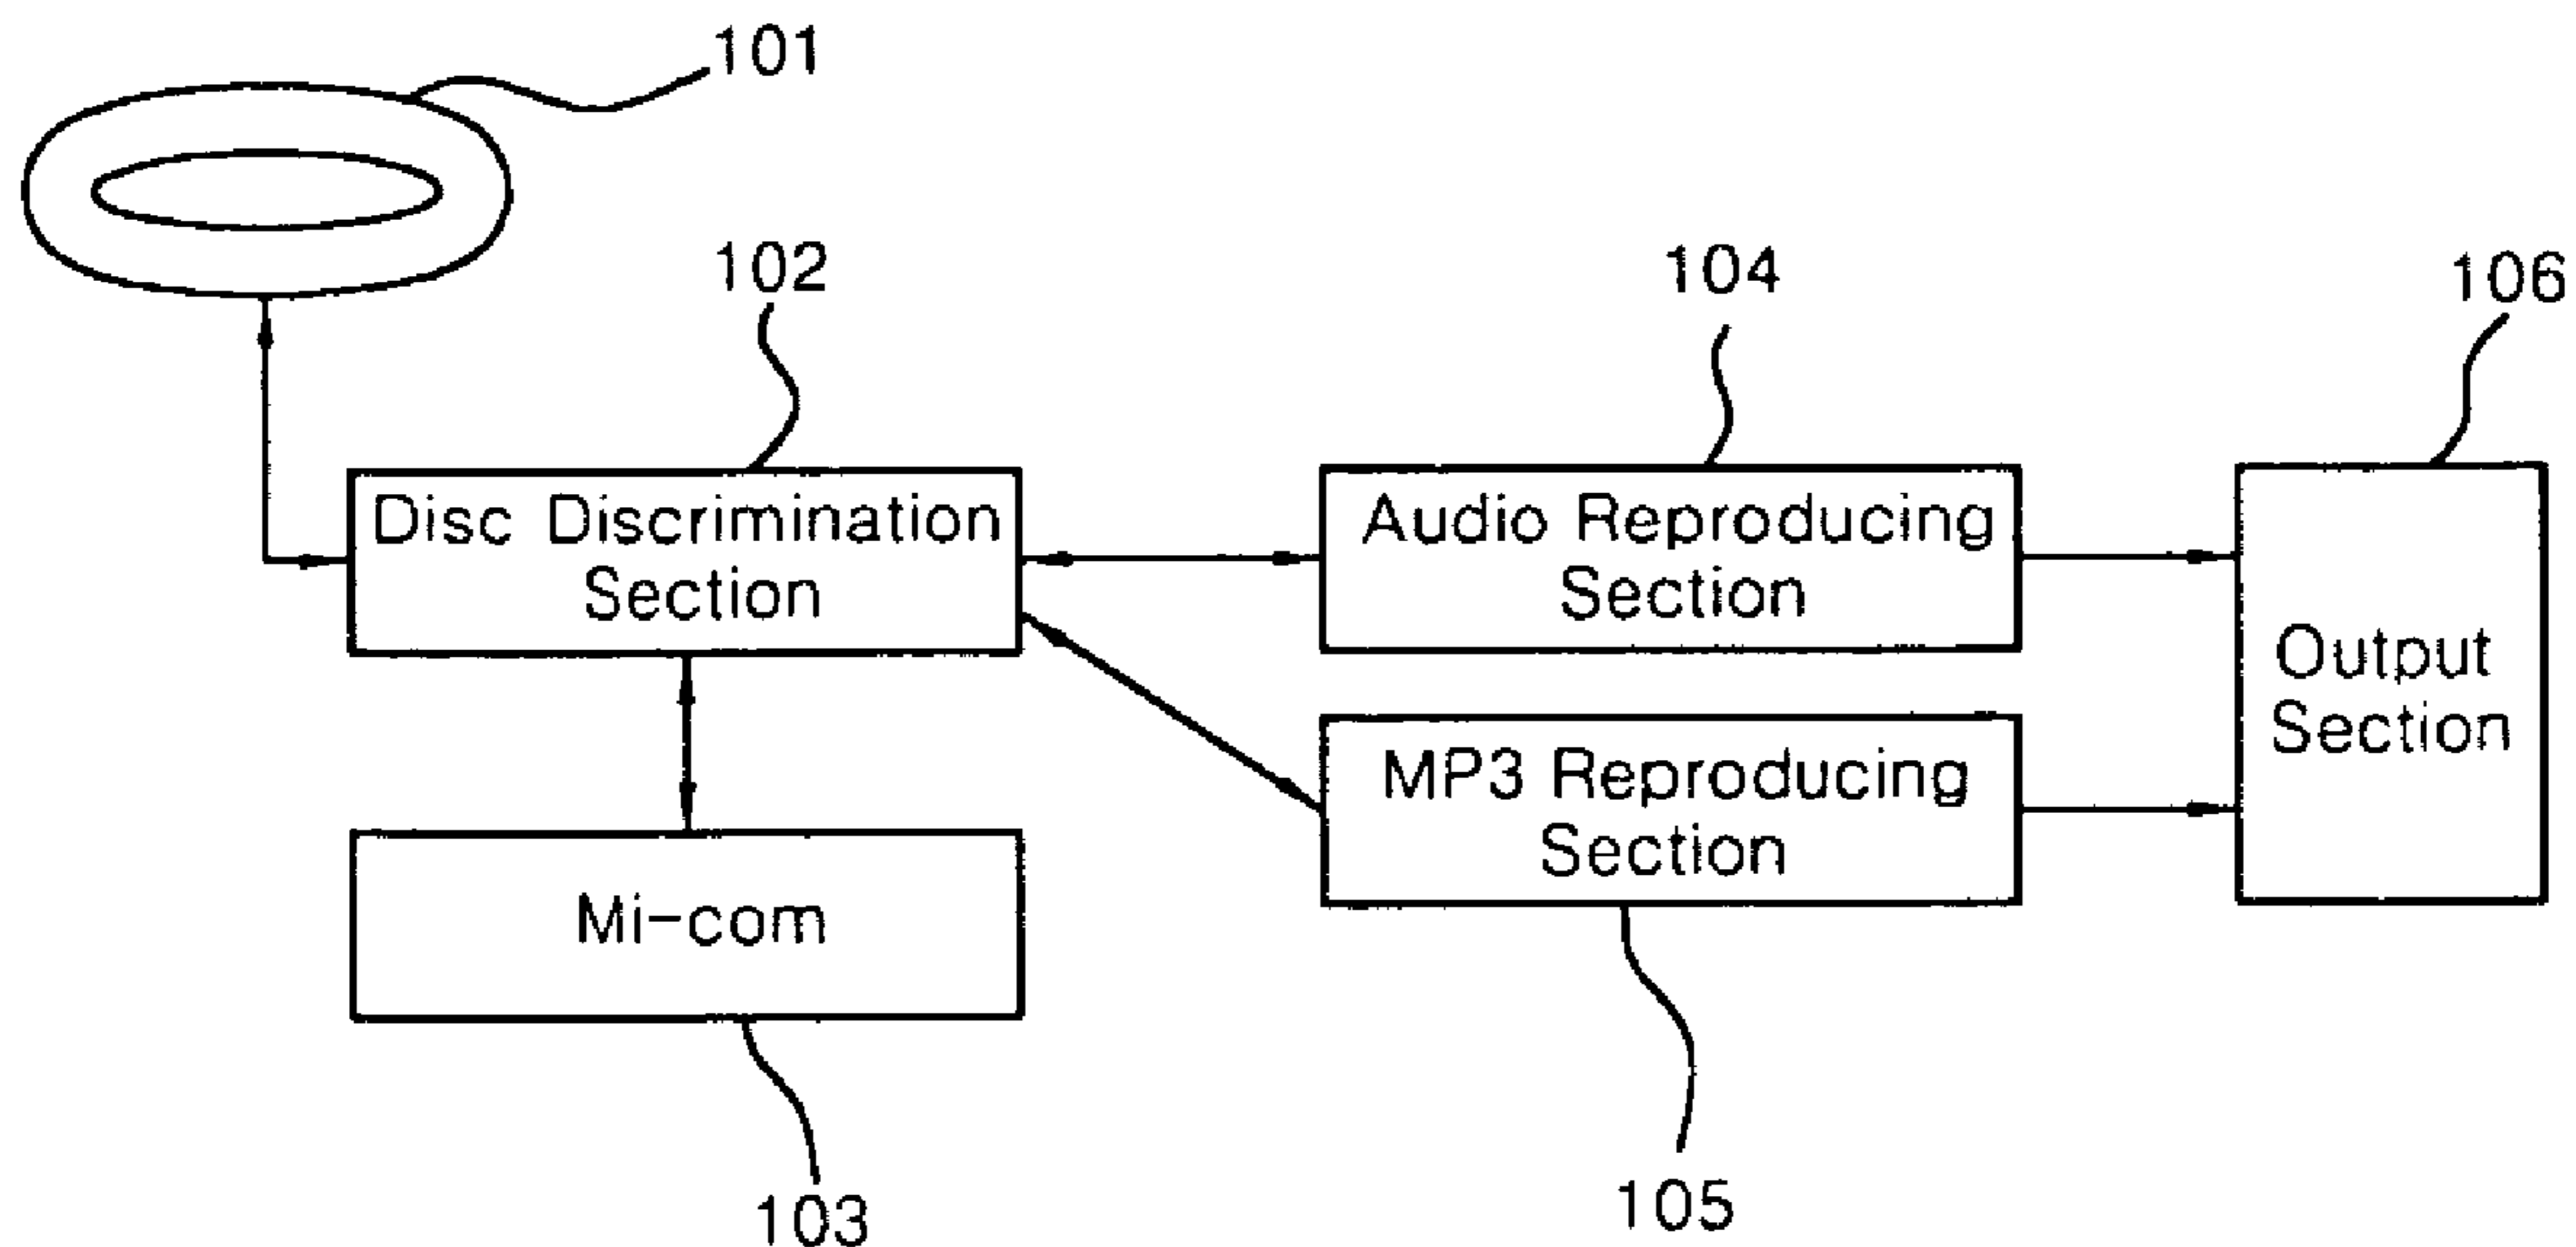 101
102
104
106
Disc Discrimination
Section
Audio Reproducing
Section
Output
Section
MP3 Reproducing
Section
Mi-com
103
105